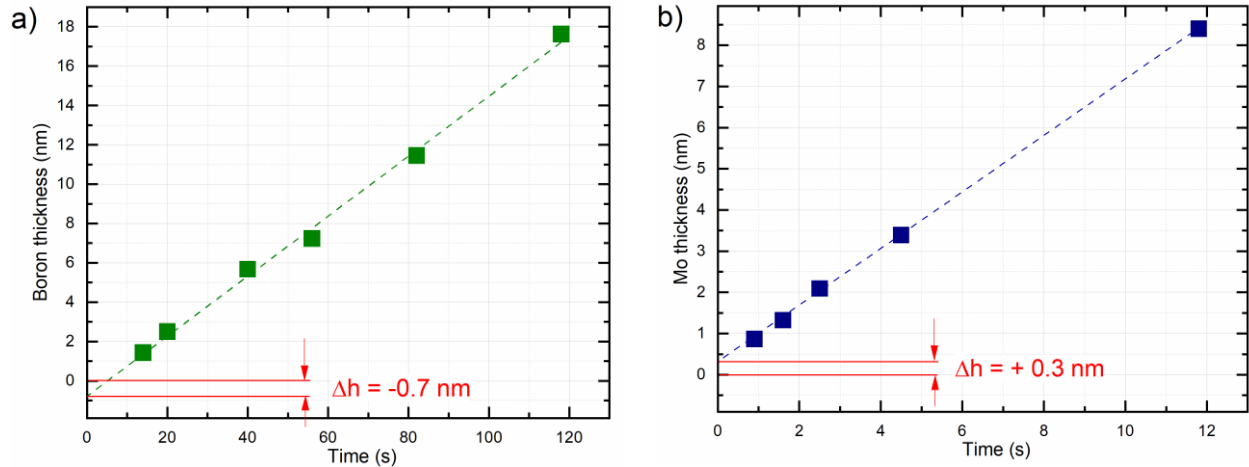 a)
Boron thickness (nm)
18
16
14
12
10
8
6
4
2
0
Δh = -0.7 nm
0 20 40 60 80 100 120
Time (s)
b)
Mo thickness (nm)
8
7
6
5
4
3
2
1
0
Δh = + 0.3 nm
0 2 4 6 8 10 12
Time (s)